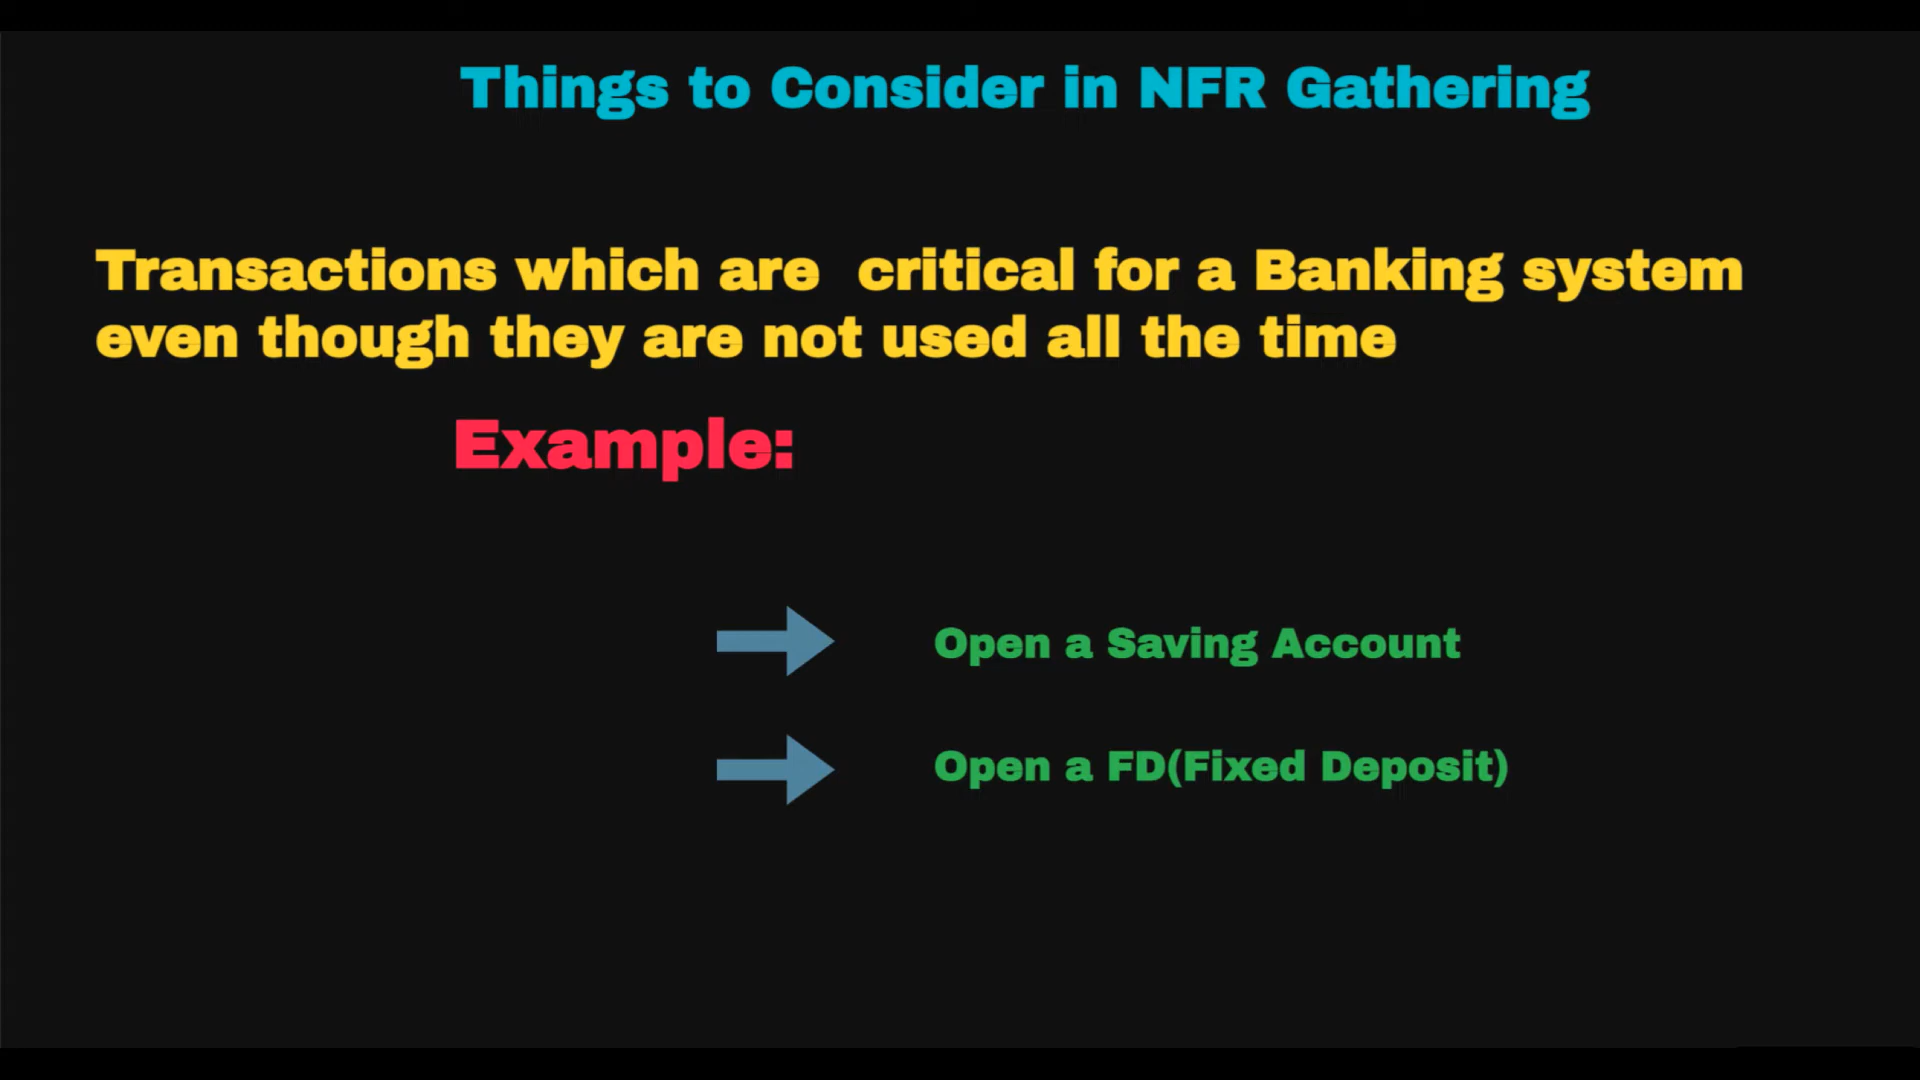 Things to Consider in NFR Gathering
Transactions which are critical for a Banking system
even though they are not used all the time
Example:
Open a Saving Account
Open a FD(Fixed Deposit)